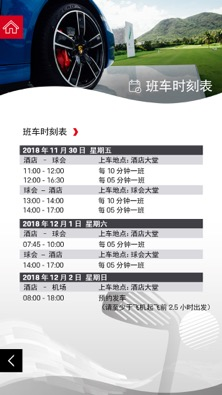 班车时刻表
班车时刻表
2018 年 11 月 30 日 星期五
酒店 - 球会 上车地点: 酒店大堂
11:00 - 12:00 每 10 分钟一班
12:00 - 16:30 每 05 分钟一班
球会 - 酒店 上车地点: 球会大堂
13:00 - 14:00 每 10 分钟一班
14:00 - 17:00 每 05 分钟一班
2018 年 12 月 1 日 星期六
酒店 - 球会 上车地点: 酒店大堂
07:45 - 10:00 每 05 分钟一班
球会 - 酒店 上车地点: 球会大堂
14:00 - 17:00 每 05 分钟一班
2018 年 12 月 2 日 星期日
酒店 - 机场 上车地点: 酒店大堂
08:00 - 18:00 预约发车
(请至少于飞机起飞前 2.5 小时出发)